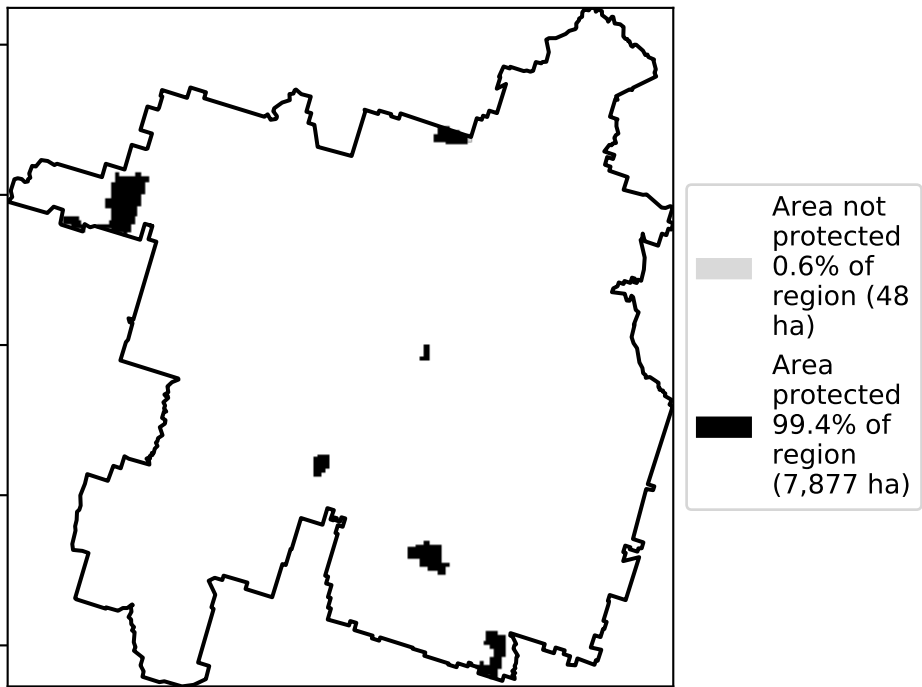 Area not
protected
0.6% of
region (48
ha)
Area
protected
99.4% of
region
(7,877 ha)